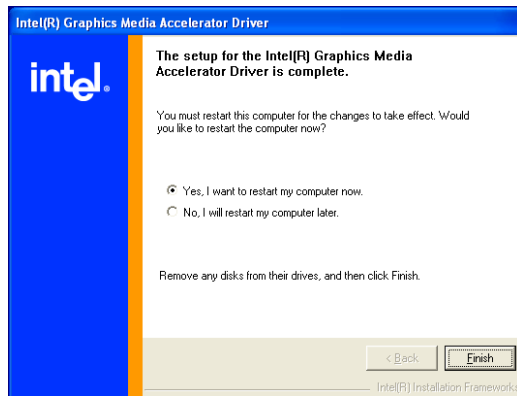 Intel(R) Graphics Media Accelerator Driver
intel.
The setup for the Intel(R) Graphics Media
Accelerator Driver is complete.
You must restart this computer for the changes to take effect. Would
you like to restart the computer now?
Yes, I want to restart my computer now.
No, I will restart my computer later.
Remove any disks from their drives, and then click Finish.
< Back
Finish
Intel(R) Installation Framework